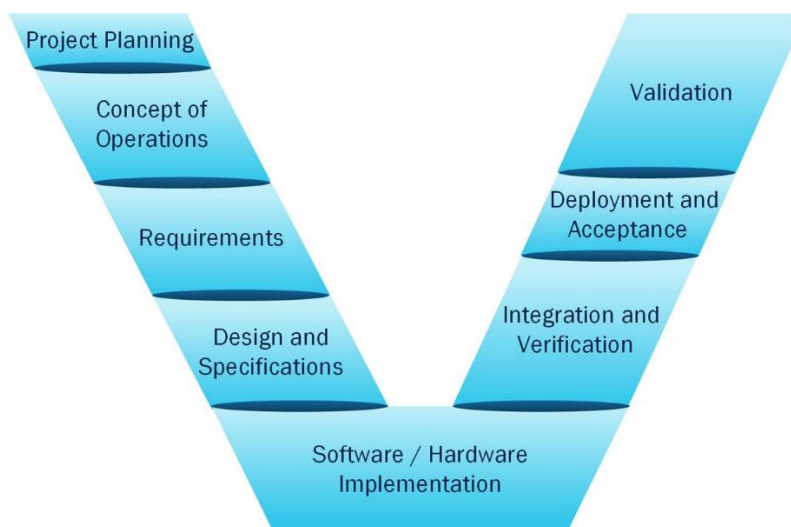 Project Planning
Concept of
Operations
Requirements
Design and
Specifications
Software / Hardware
Implementation
Integration and
Verification
Deployment and
Acceptance
Validation